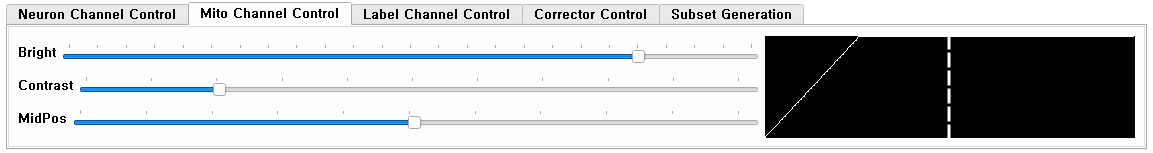 Neuron Channel Control Mito Channel Control Label Channel Control Corrector Control Subset Generation
Bright
Contrast
MidPos